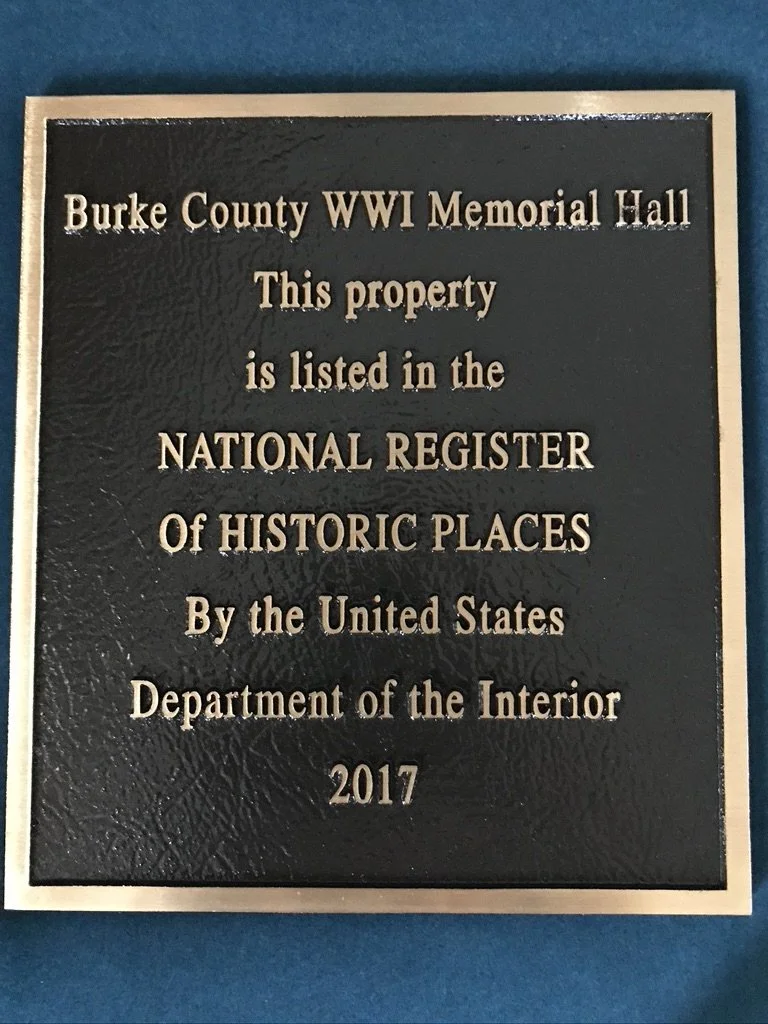 Burke County WWI Memorial Hall
This property
is listed in the
NATIONAL REGISTER
Of HISTORIC PLACES
By the United States
Department of the Interior
2017